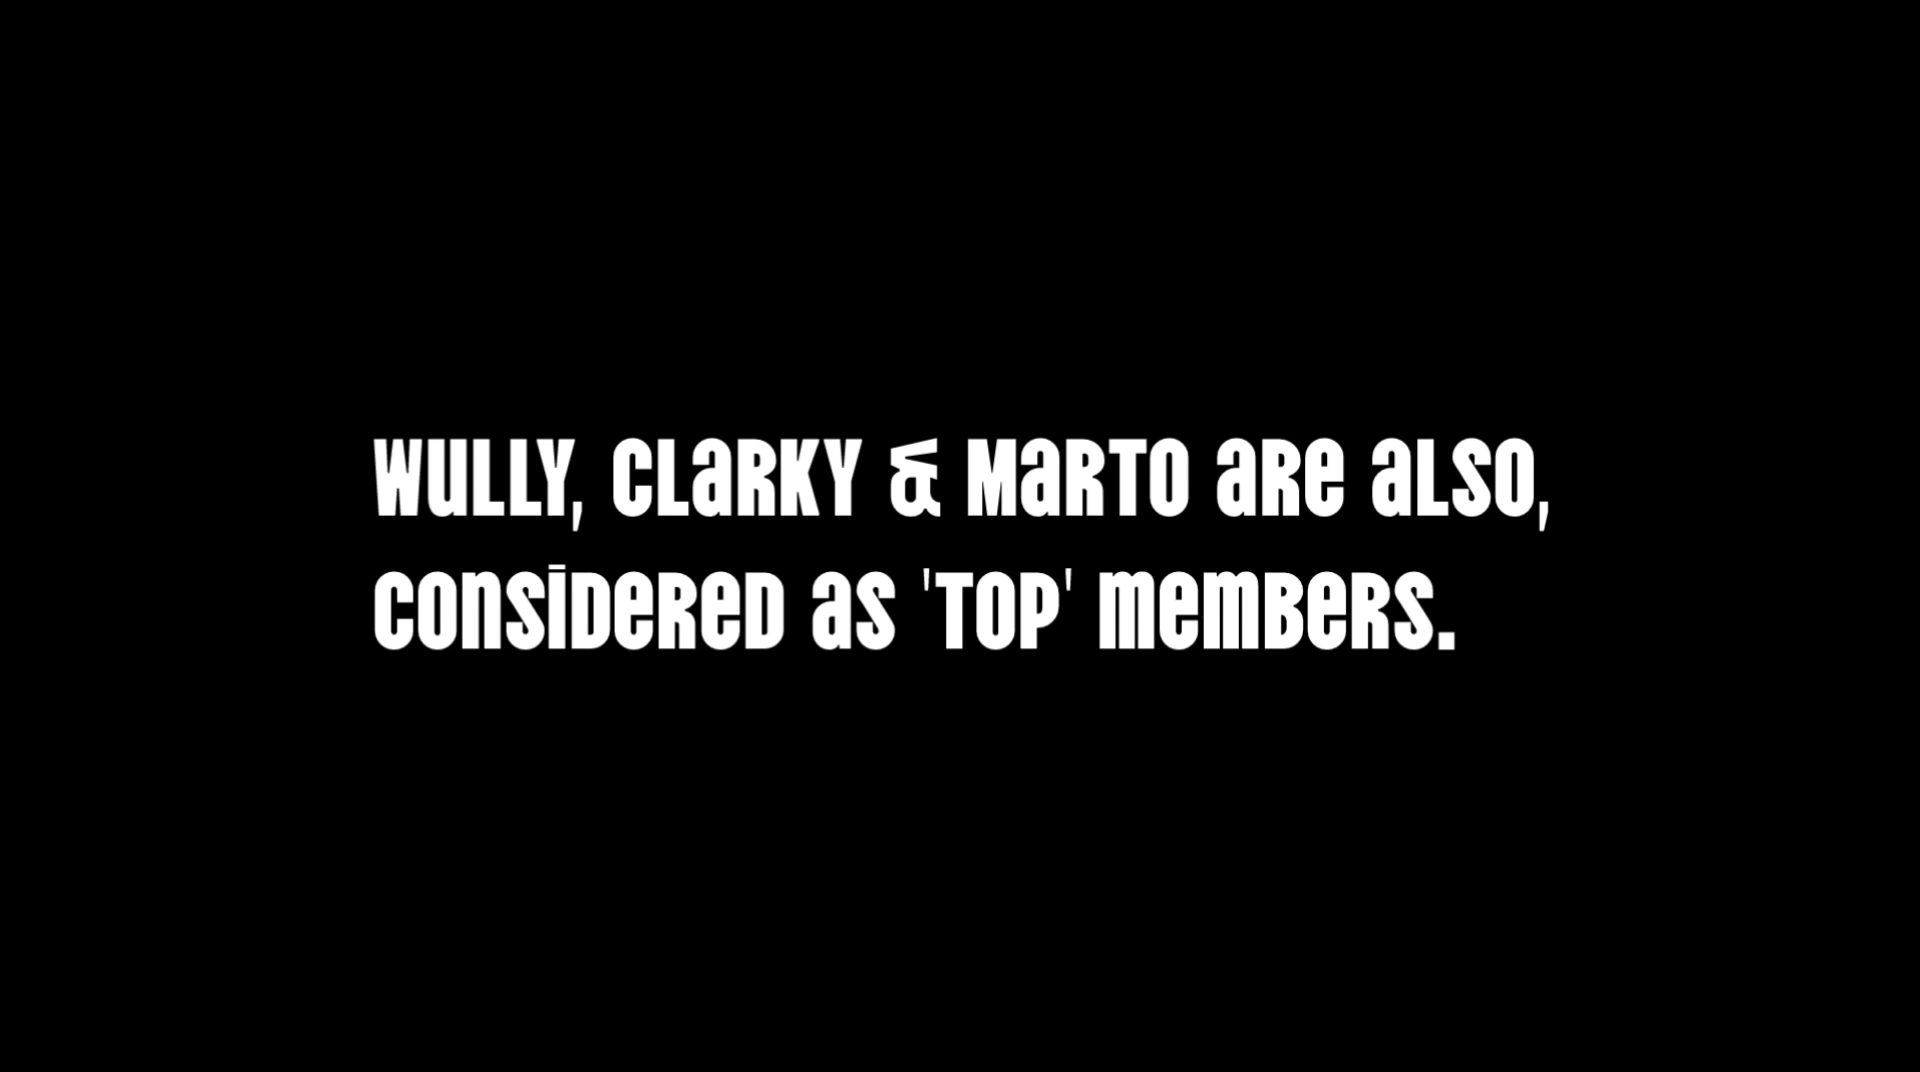 WULLY, CLaRKY & MaRTO aRe aLSO,
CONSIDeReD aS 'TOP' MeMBeRS.